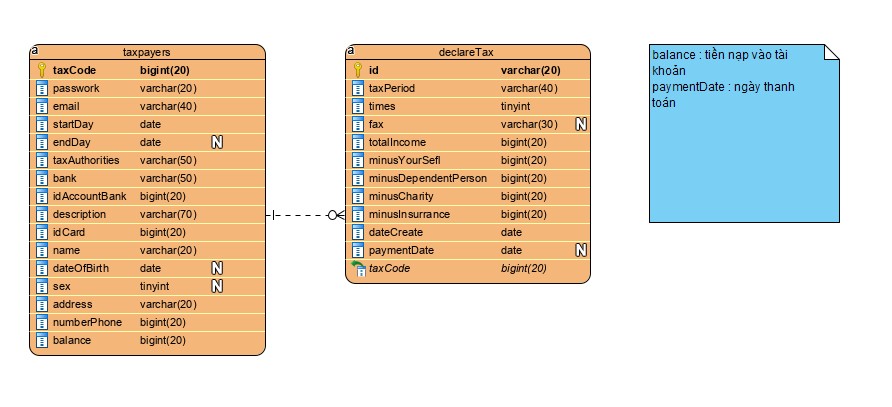 a
taxpayers
taxCode bigint(20)
passwork varchar(20)
email varchar(40)
startDay date
endDay date N
taxAuthorities varchar(50)
bank varchar(50)
idAccountBank bigint(20)
description varchar(70)
idCard bigint(20)
name varchar(20)
dateOfBirth date N
sex tinyint N
address varchar(20)
numberPhone bigint(20)
balance bigint(20)
a
declareTax
id varchar(20)
taxPeriod varchar(40)
times tinyint
fax varchar(30) N
totalIncome bigint(20)
minusYourSefl bigint(20)
minusDependentPerson bigint(20)
minusCharity bigint(20)
minusInsurrance bigint(20)
dateCreate date
paymentDate date N
taxCode bigint(20)
balance : tiền nạp vào tài
khoản
paymentDate : ngày thanh
toán